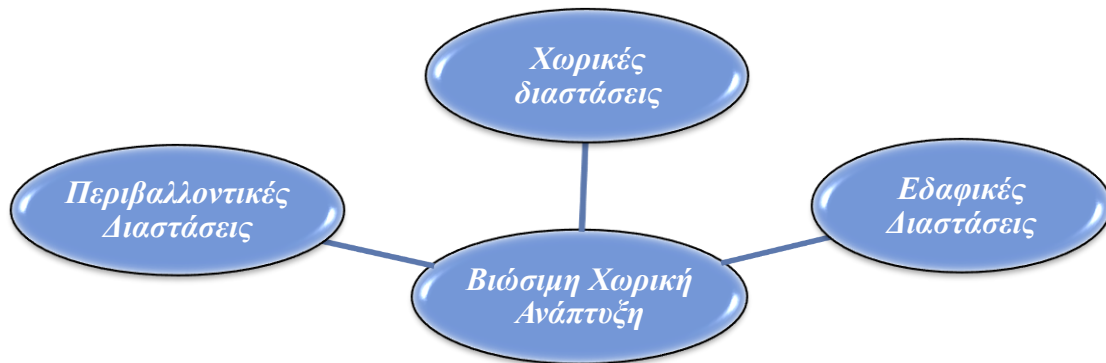 Χωρικές
διαστάσεις
Περιβαλλοντικές
Διαστάσεις
Εδαφικές
Διαστάσεις
Βιώσιμη Χωρική
Ανάπτυξη